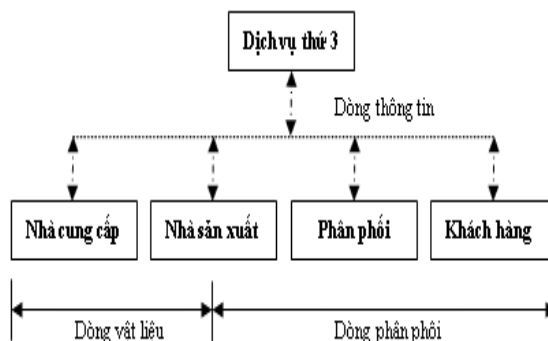 Dịch vụ thứ 3
Dòng thông tin
Nhà cung cấp
Nhà sản xuất
Phân phối
Khách hàng
Dòng vật liệu
Dòng phân phôi